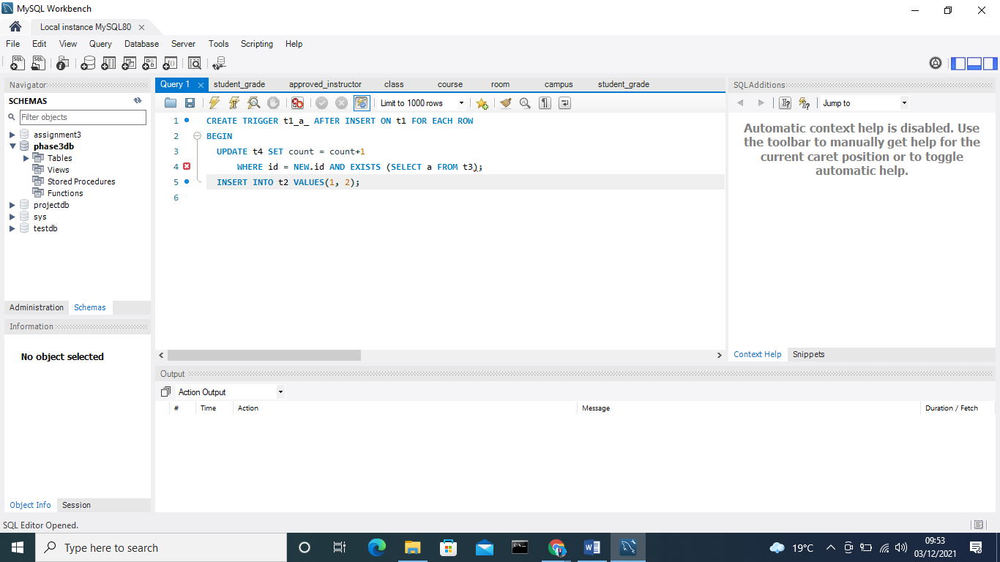 MySQL Workbench
Local instance MySQL80
File Edit View Query Database Server Tools Scripting Help
Navigator
SCHEMAS
Filter objects
assignment3
phase3db
Tables
Views
Stored Procedures
Functions
projectdb
sys
testdb
Administration Schemas
Information
No object selected
Object Info Session
Query 1 student_grade approved_instructor class course room campus student_grade
Limit to 1000 rows
1 CREATE TRIGGER t1_a_ AFTER INSERT ON t1 FOR EACH ROW
2 BEGIN
3 UPDATE t4 SET count = count+1
4 WHERE id = NEW.id AND EXISTS (SELECT a FROM t3);
5 INSERT INTO t2 VALUES(1, 2);
6
Output
Action Output
# Time Action Message Duration / Fetch
SQLAdditions
Jump to
Automatic context help is disabled. Use
the toolbar to manually get help for the
current caret position or to toggle
automatic help.
Context Help Snippets
SQL Editor Opened.
Type here to search
19°C
09:53
03/12/2021